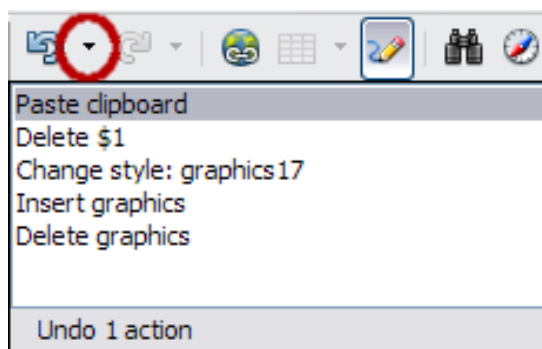 Paste clipboard
Delete $1
Change style: graphics17
Insert graphics
Delete graphics
Undo 1 action